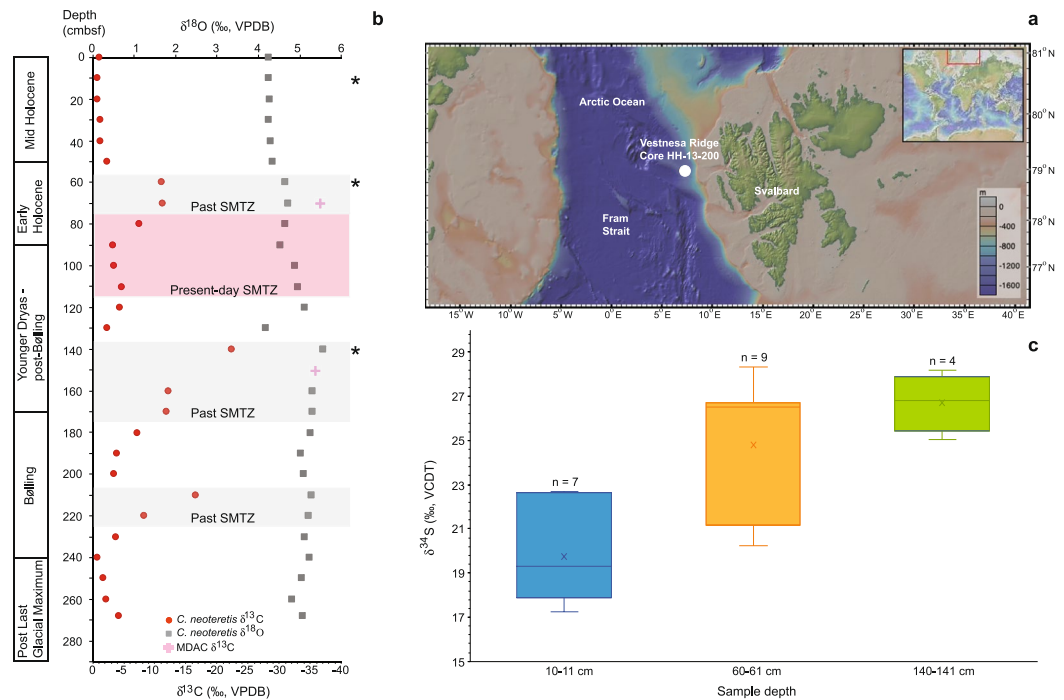 Depth
(cmbsf)
δ18O (‰, VPDB)
b
0 1 2 3 4 5 6
0
20
40
60
80
100
120
140
160
180
200
220
240
260
280
Mid Holocene
Early
Holocene
Younger Dryas -
post-Bølling
Bølling
Post Last
Glacial Maximum
*
*
Past SMTZ
Present-day SMTZ
*
Past SMTZ
Past SMTZ
C. neoteretis δ13C
C. neoteretis δ18O
MDAC δ13C
0 -5 -10 -15 -20 -25 -30 -35 -40
δ13C (‰, VPDB)
a
Arctic Ocean
Vestnesa Ridge
Core HH-13-200
Svalbard
Fram
Strait
m
0
-400
-800
-1200
-1600
81°N
80°N
79°N
78°N
77°N
15°W 10°W 5°W 0°E 5°E 10°E 15°E 20°E 25°E 30°E 35°E 40°E
c
δ34S (‰, VCDT)
29
27
25
23
21
19
17
15
n = 7
n = 9
n = 4
10-11 cm 60-61 cm 140-141 cm
Sample depth